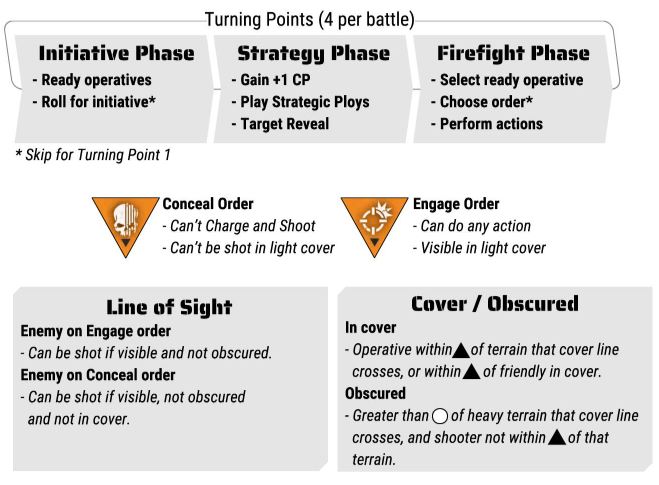 Turning Points (4 per battle)
Initiative Phase
- Ready operatives
- Roll for initiative*
Strategy Phase
- Gain +1 CP
- Play Strategic Ploys
- Target Reveal
Firefight Phase
- Select ready operative
- Choose order*
- Perform actions
* Skip for Turning Point 1
Conceal Order
- Can't Charge and Shoot
- Can't be shot in light cover
Engage Order
- Can do any action
- Visible in light cover
Line of Sight
Enemy on Engage order
- Can be shot if visible and not obscured.
Enemy on Conceal order
- Can be shot if visible, not obscured
and not in cover.
Cover / Obscured
In cover
- Operative within ▲ of terrain that cover line
crosses, or within ▲ of friendly in cover.
Obscured
- Greater than ○ of heavy terrain that cover line
crosses, and shooter not within ▲ of that
terrain.